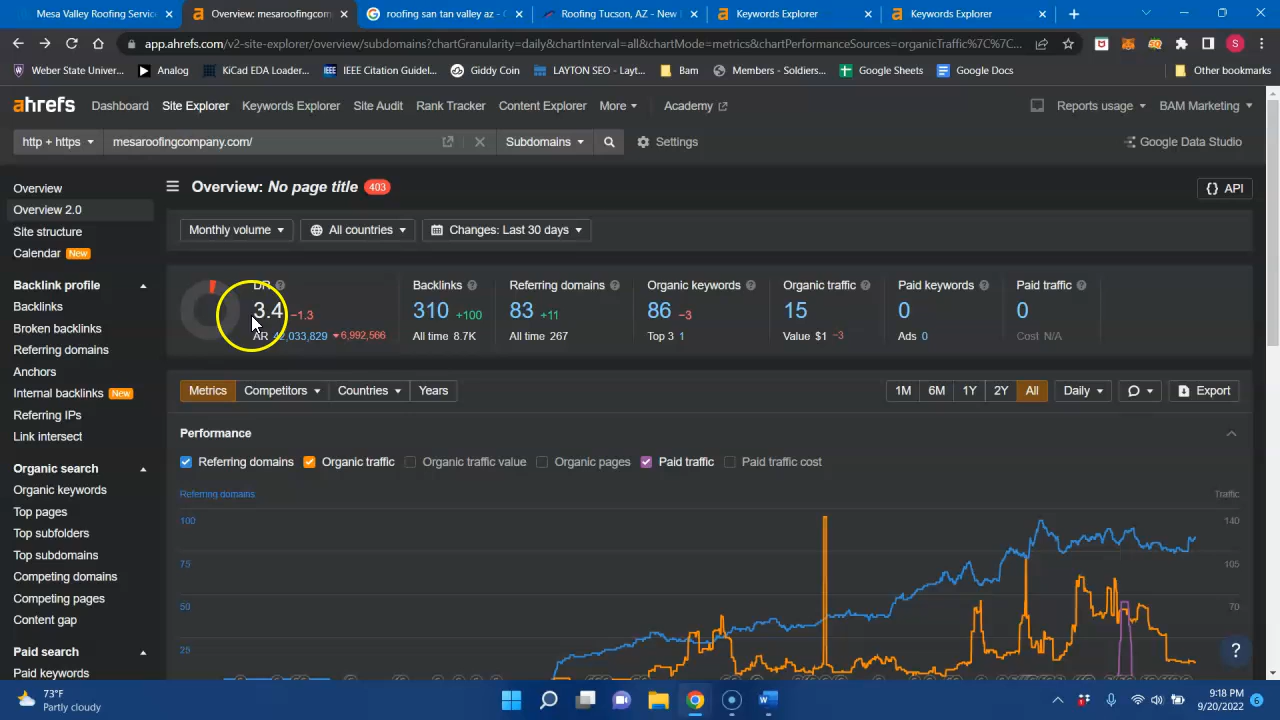 Mesa Valley Roofing Service
Overview: mesaroofingcom
roofing san tan valley az - G
Roofing Tucson, AZ - New
Keywords Explorer
Keywords Explorer
app.ahrefs.com/v2-site-explorer/overview/subdomains?chartGranularity=daily&chartInterval=all&chartMode=metrics&chartPerformanceSources=organicTraffic%7C%7C...
S
Weber State Univer...
Analog
KiCad EDA Loader...
IEEE Citation Guidel...
Giddy Coin
LAYTON SEO - Layt...
Bam
Members - Soldiers...
Google Sheets
Google Docs
Other bookmarks
ahrefs
Dashboard
Site Explorer
Keywords Explorer
Site Audit
Rank Tracker
Content Explorer
More
Academy
Reports usage
BAM Marketing
http + https
mesaroofingcompany.com/
Subdomains
Settings
Google Data Studio
Overview
Overview 2.0
Site structure
Calendar New
Backlink profile
Backlinks
Broken backlinks
Referring domains
Anchors
Internal backlinks New
Referring IPs
Link intersect
Organic search
Organic keywords
Top pages
Top subfolders
Top subdomains
Competing domains
Competing pages
Content gap
Paid search
Paid keywords
Overview: No page title 403
{} API
Monthly volume
All countries
Changes: Last 30 days
DR
3.4 −1.3
AR 42,033,829 6,992,566
Backlinks
310 +100
All time 8.7K
Referring domains
83 +11
All time 267
Organic keywords
86 −3
Top 3 1
Organic traffic
15
Value $1 −3
Paid keywords
0
Ads 0
Paid traffic
0
Cost N/A
Metrics
Competitors
Countries
Years
1M
6M
1Y
2Y
All
Daily
Export
Performance
Referring domains
Organic traffic
Organic traffic value
Organic pages
Paid traffic
Paid traffic cost
Referring domains
Traffic
100
140
75
105
50
70
25
?
73°F
Partly cloudy
9:18 PM
9/20/2022
6